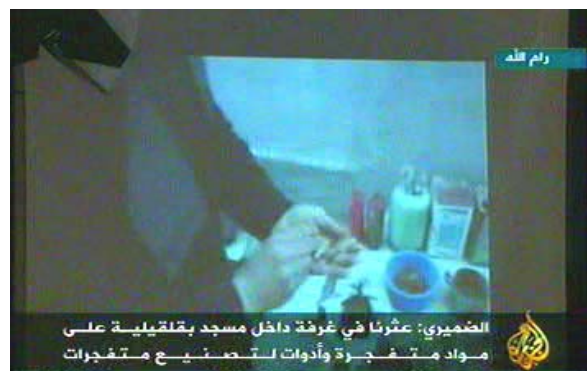 رام الله
الضميري: عثرنا في غرفة داخل مسجد بقلقيلية على
مواد متفجرة وأدوات لتصنيع متفجرات